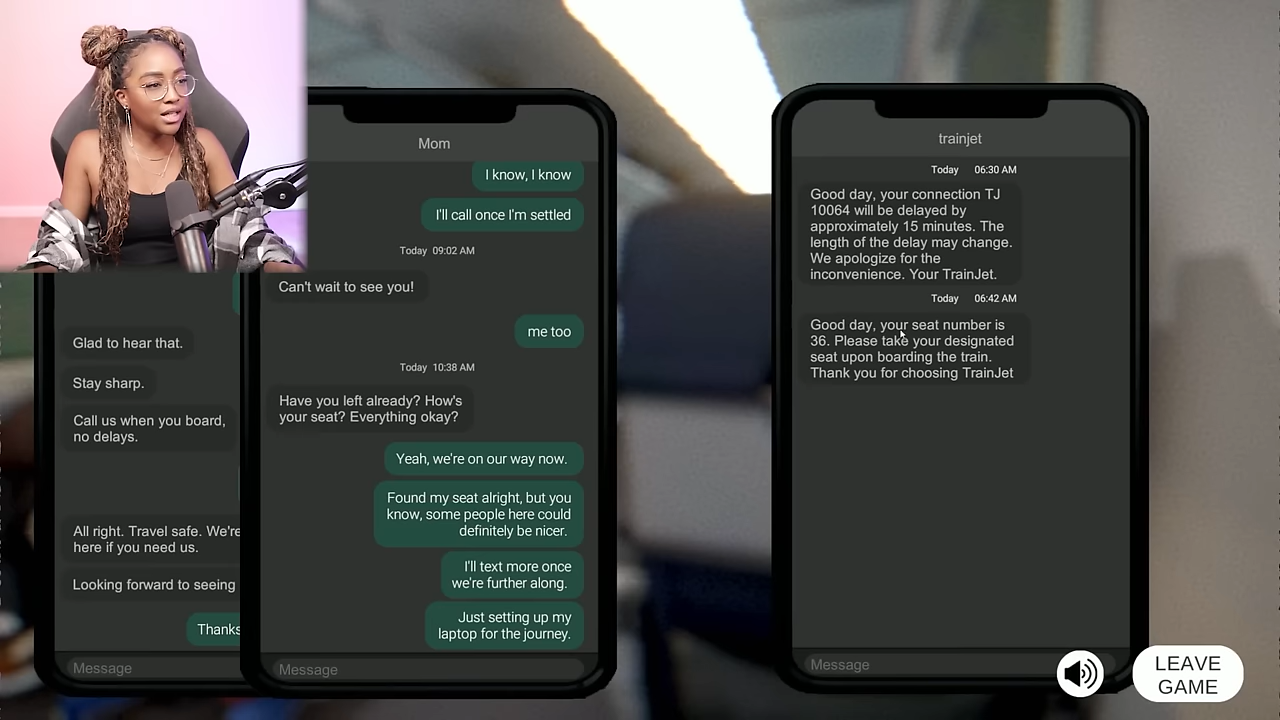 Glad to hear that.
Stay sharp.
Call us when you board,
no delays.
All right. Travel safe. We're
here if you need us.
Looking forward to seeing
Thanks
Message
Mom
I know, I know
I'll call once I'm settled
Today 09:02 AM
Can't wait to see you!
me too
Today 10:38 AM
Have you left already? How's
your seat? Everything okay?
Yeah, we're on our way now.
Found my seat alright, but you
know, some people here could
definitely be nicer.
I'll text more once
we're further along.
Just setting up my
laptop for the journey.
Message
trainjet
Today 06:30 AM
Good day, your connection TJ
10064 will be delayed by
approximately 15 minutes. The
length of the delay may change.
We apologize for the
inconvenience. Your TrainJet.
Today 06:42 AM
Good day, your seat number is
36. Please take your designated
seat upon boarding the train.
Thank you for choosing TrainJet
Message
LEAVE
GAME